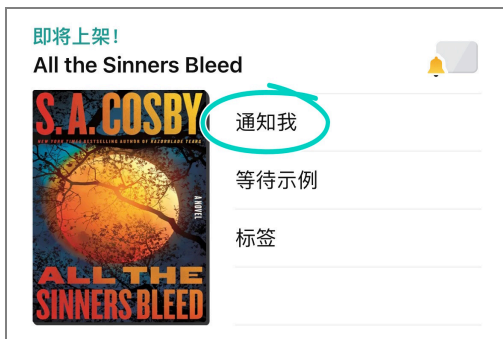 即将上架！
All the Sinners Bleed
S. A. COSBY
NEW YORK TIMES BESTSELLING AUTHOR OF RAZORBLADE TEARS
A NOVEL
ALL THE
SINNERS BLEED
通知我
等待示例
标签